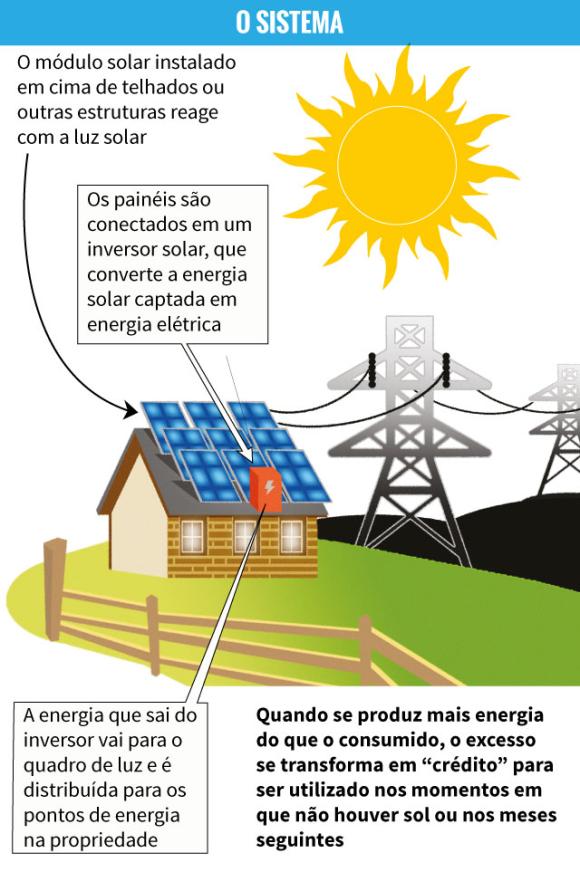 O SISTEMA
O módulo solar instalado
em cima de telhados ou
outras estruturas reage
com a luz solar
Os painéis são
conectados em um
inversor solar, que
converte a energia
solar captada em
energia elétrica
A energia que sai do
inversor vai para o
quadro de luz e é
distribuída para os
pontos de energia
na propriedade
Quando se produz mais energia
do que o consumido, o excesso
se transforma em “crédito” para
ser utilizado nos momentos em
que não houver sol ou nos meses
seguintes